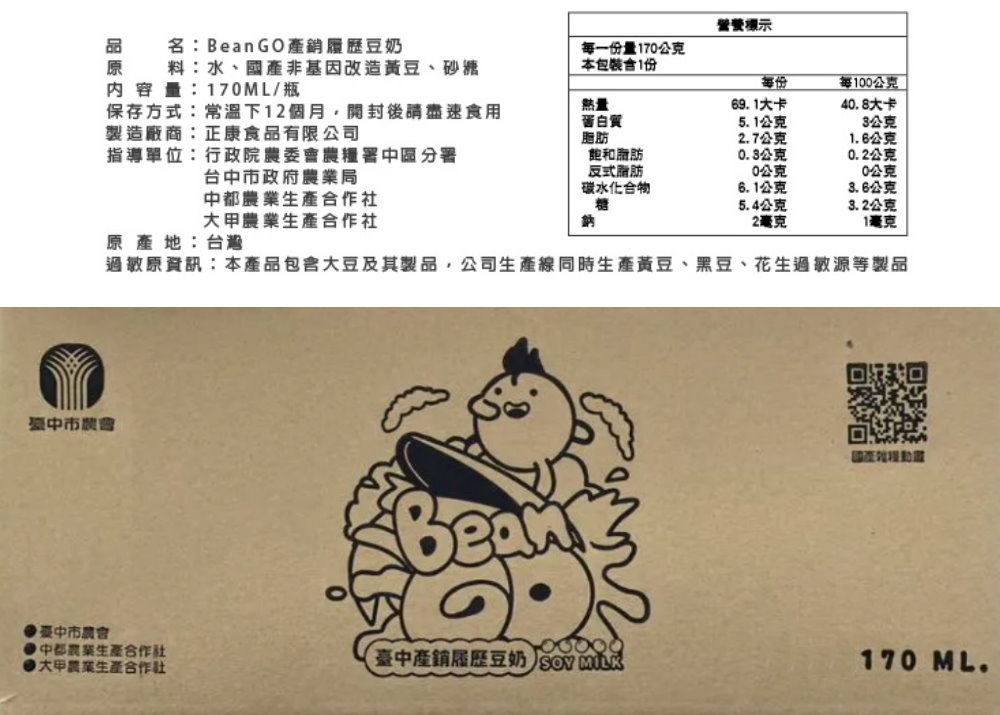 品 名：BeanGO產銷履歷豆奶
原 料：水、國產非基因改造黃豆、砂糖
內 容 量：170ML/瓶
保存方式：常溫下12個月，開封後請盡速食用
製造廠商：正康食品有限公司
指導單位：行政院農委會農糧署中區分署
台中市政府農業局
中都農業生產合作社
大甲農業生產合作社
原 產 地：台灣
過敏原資訊：本產品包含大豆及其製品，公司生產線同時生產黃豆、黑豆、花生過敏源等製品
營養標示
每一份量170公克
本包裝含1份
每份 每100公克
熱量 69.1大卡 40.8大卡
蛋白質 5.1公克 3公克
脂肪 2.7公克 1.6公克
飽和脂肪 0.3公克 0.2公克
反式脂肪 0公克 0公克
碳水化合物 6.1公克 3.6公克
糖 5.4公克 3.2公克
鈉 2毫克 1毫克
臺中市農會
國產雜糧動畫
Bean
GO
臺中產銷履歷豆奶 SOY MILK
●臺中市農會
●中都農業生產合作社
●大甲農業生產合作社
170 ML.